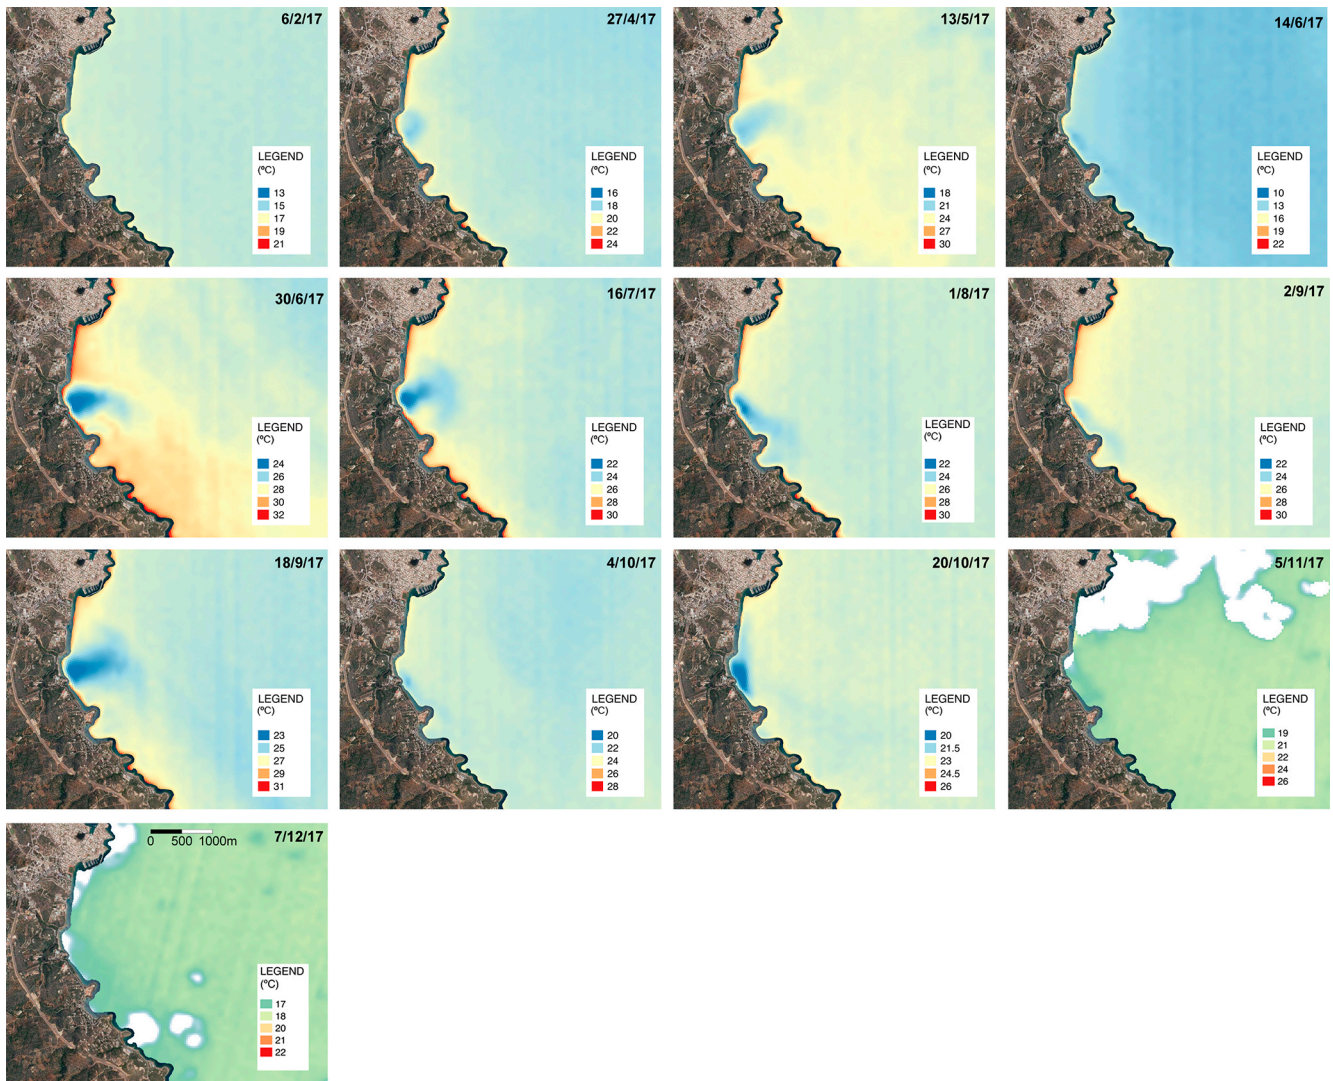 6/2/17
LEGEND
(ºC)
13
15
17
19
21
27/4/17
LEGEND
(ºC)
16
18
20
22
24
13/5/17
LEGEND
(ºC)
18
21
24
27
30
14/6/17
LEGEND
(ºC)
10
13
16
19
22
30/6/17
LEGEND
(ºC)
24
26
28
30
32
16/7/17
LEGEND
(ºC)
22
24
26
28
30
1/8/17
LEGEND
(ºC)
22
24
26
28
30
2/9/17
LEGEND
(ºC)
22
24
26
28
30
18/9/17
LEGEND
(ºC)
23
25
27
29
31
4/10/17
LEGEND
(ºC)
20
22
24
26
28
20/10/17
LEGEND
(ºC)
20
21.5
23
24.5
26
5/11/17
LEGEND
(ºC)
19
21
22
24
26
7/12/17
0 500 1000m
LEGEND
(ºC)
17
18
20
21
22